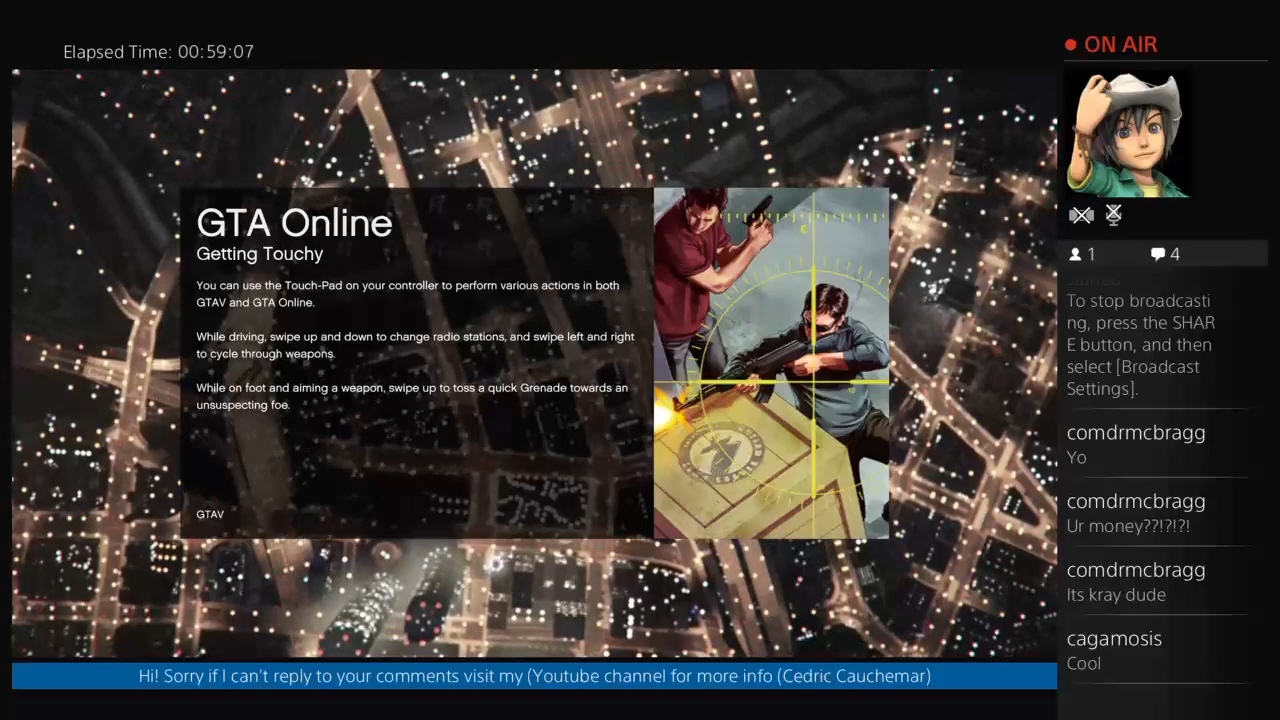 Elapsed Time: 00:59:07
ON AIR
GTA Online
Getting Touchy
You can use the Touch-Pad on your controller to perform various actions in both
GTAV and GTA Online.
While driving, swipe up and down to change radio stations, and swipe left and right
to cycle through weapons.
While on foot and aiming a weapon, swipe up to toss a quick Grenade towards an
unsuspecting foe.
GTAV
1
4
To stop broadcasti
ng, press the SHAR
E button, and then
select [Broadcast
Settings].
comdrmcbragg
Yo
comdrmcbragg
Ur money??!?!?!
comdrmcbragg
Its kray dude
cagamosis
Cool
Hi! Sorry if I can't reply to your comments visit my (Youtube channel for more info (Cedric Cauchemar)